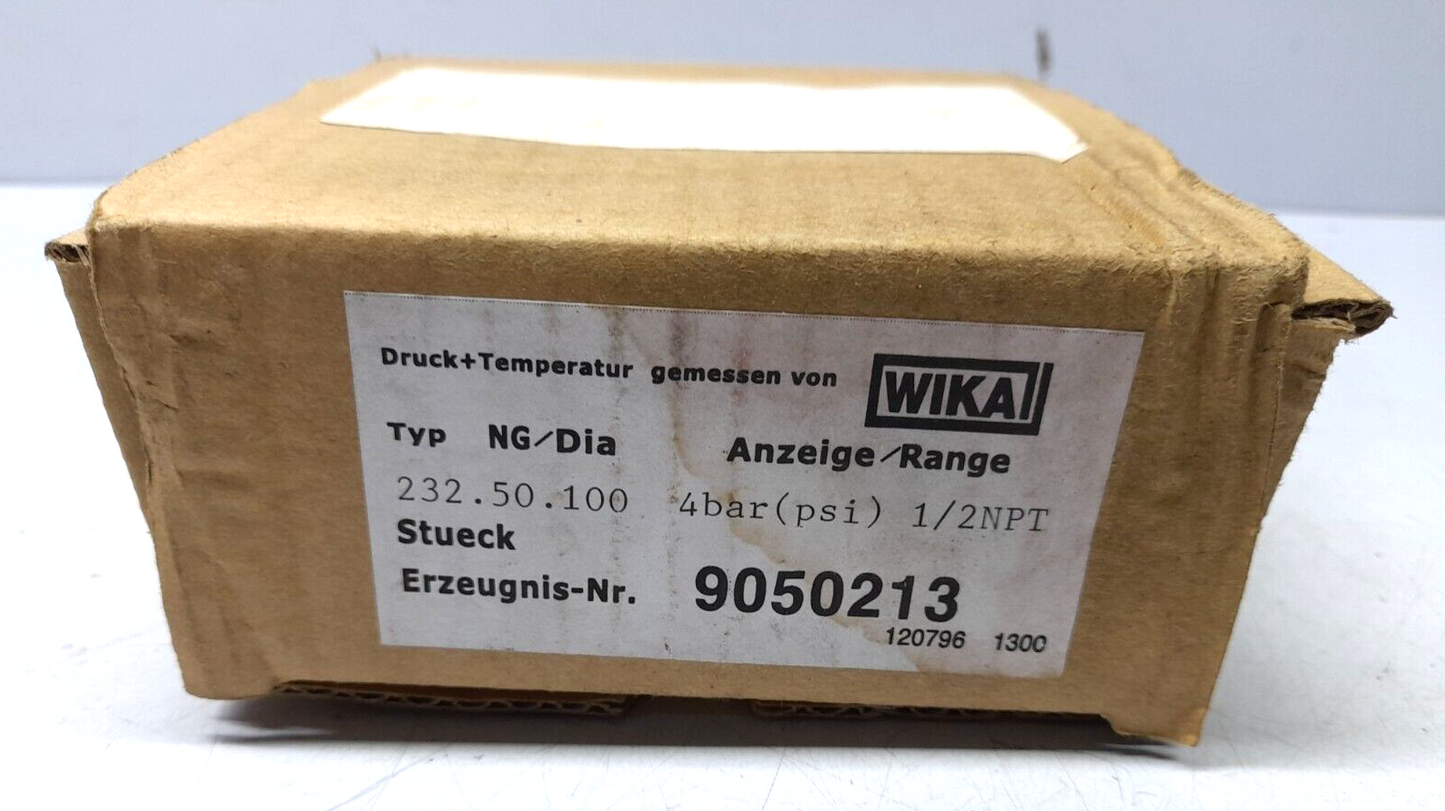 Druck+Temperatur gemessen von WIKA
Typ NG/Dia Anzeige/Range
232.50.100 4bar(psi) 1/2NPT
Stueck
Erzeugnis-Nr. 9050213
120796 1300